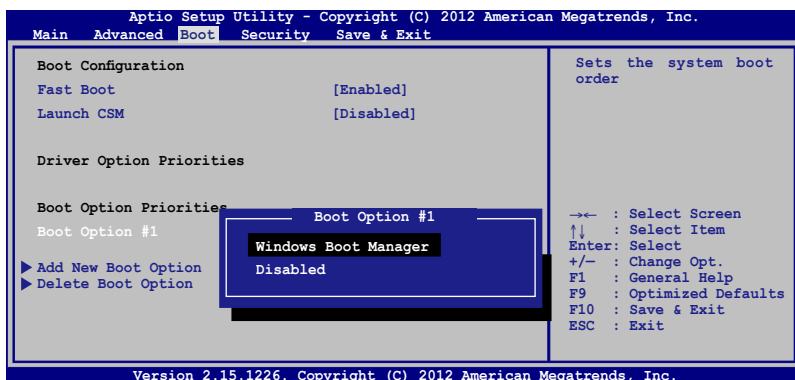 Aptio Setup Utility - Copyright (C) 2012 American Megatrends, Inc.
Main Advanced Boot Security Save & Exit
Boot Configuration
Fast Boot [Enabled]
Launch CSM [Disabled]
Driver Option Priorities
Boot Option Priorities
Boot Option #1
Add New Boot Option
Delete Boot Option
Boot Option #1
Windows Boot Manager
Disabled
Sets the system boot
order
→← : Select Screen
↑↓ : Select Item
Enter: Select
+/— : Change Opt.
F1 : General Help
F9 : Optimized Defaults
F10 : Save & Exit
ESC : Exit
Version 2.15.1226. Copyright (C) 2012 American Megatrends, Inc.